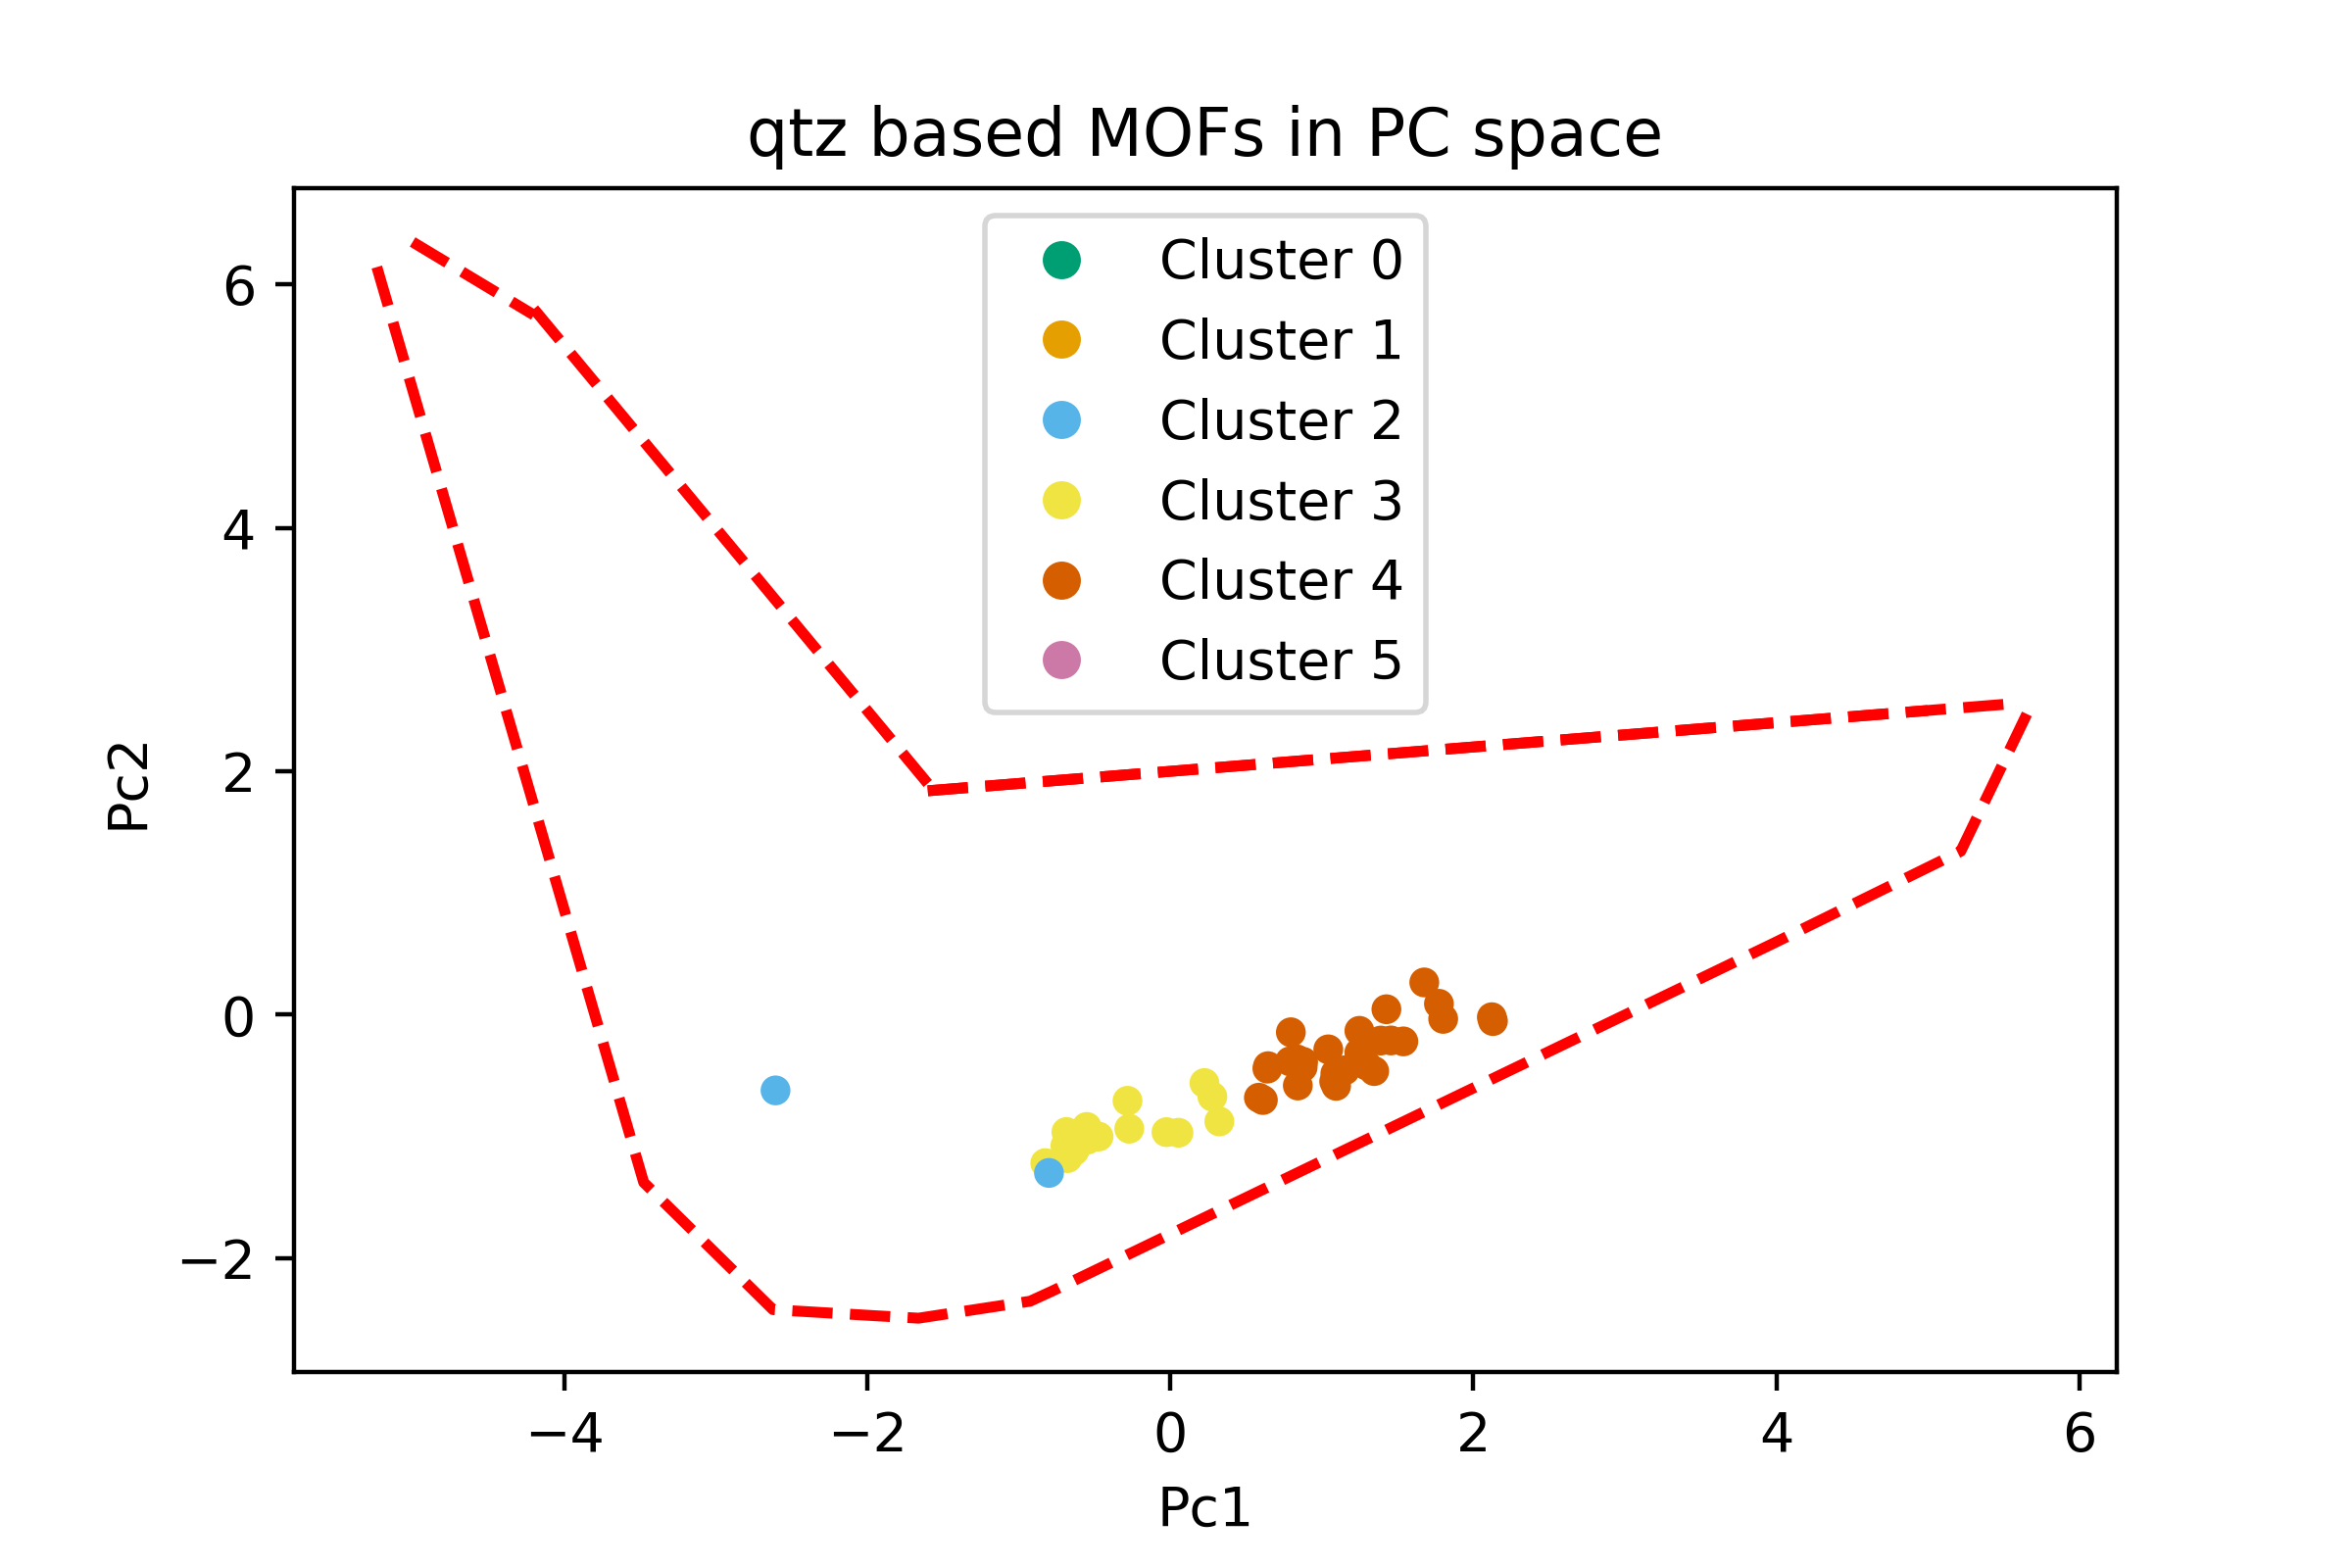 qtz based MOFs in PC space
Cluster 0
Cluster 1
Cluster 2
Cluster 3
Cluster 4
Cluster 5
6
4
2
0
−2
Pc2
−4
−2
0
2
4
6
Pc1